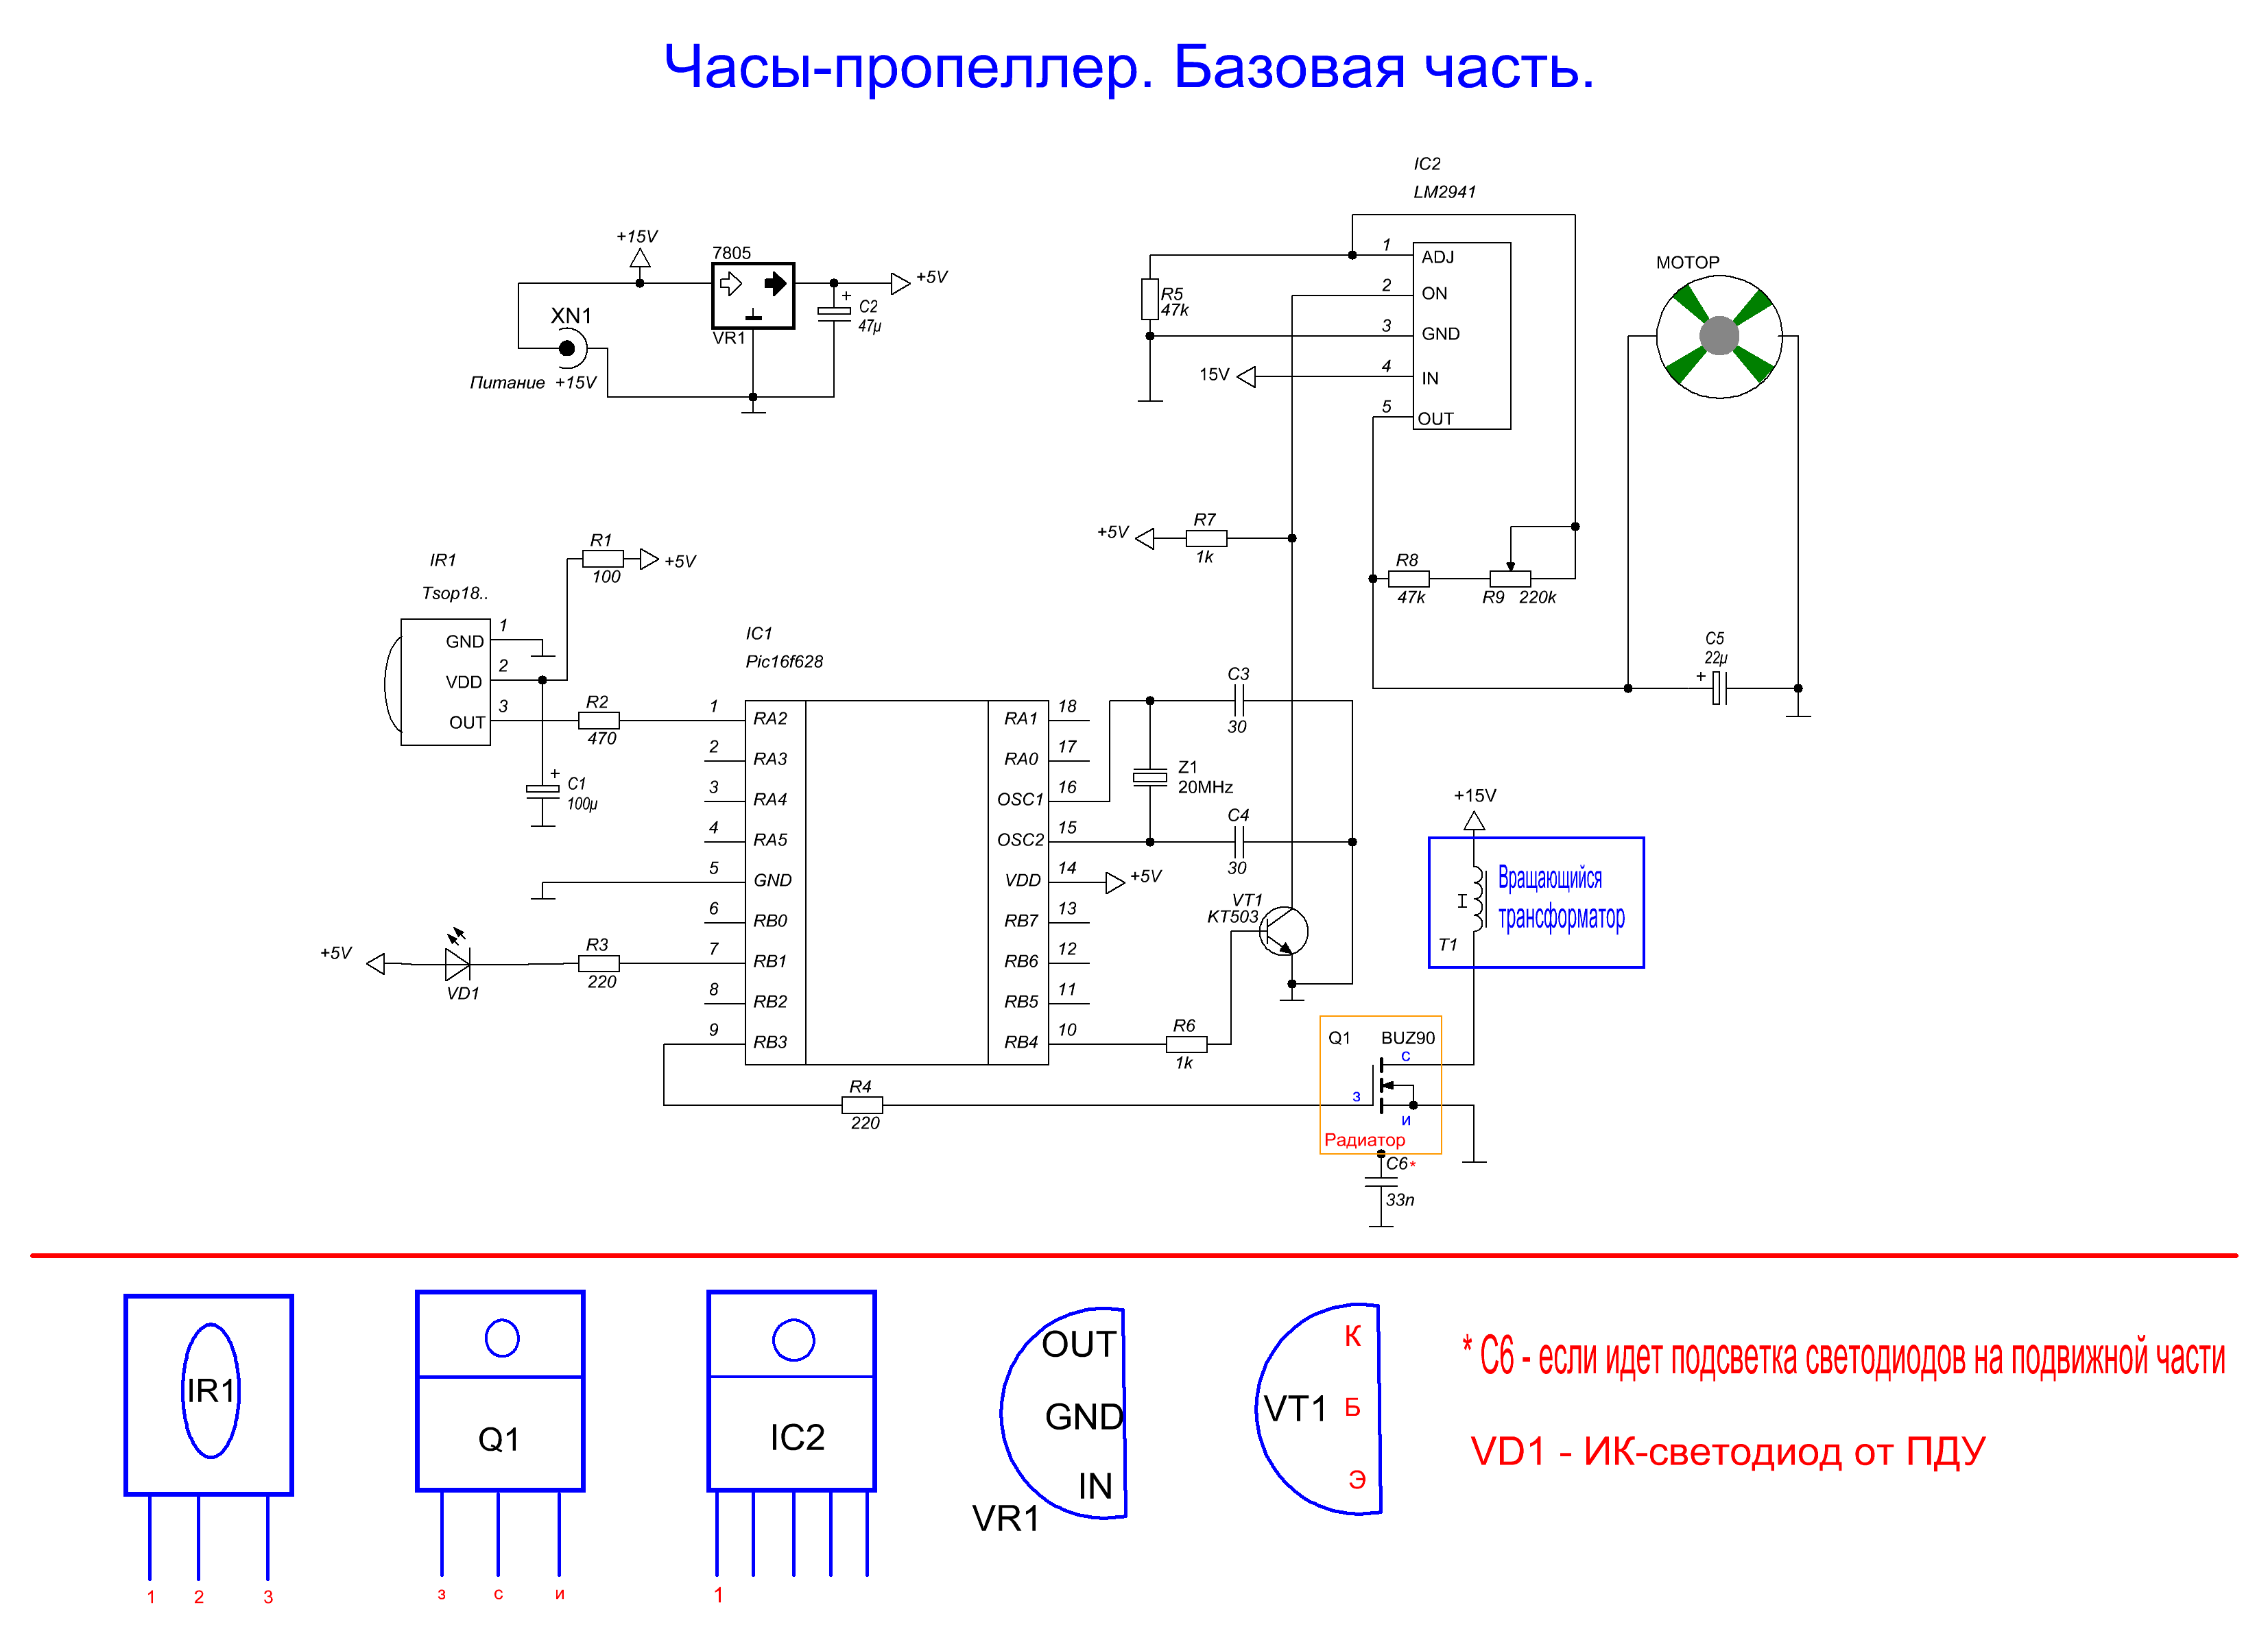 Часы-пропеллер. Базовая часть.
IC2
LM2941
+15V
7805
+5V
XN1
VR1
+
C2
47µ
Питание +15V
1
ADJ
2
ON
3
GND
4
IN
5
OUT
R5
47k
15V
МОТОР
+5V
R7
1k
R8
47k
R9
220k
C5
22µ
+
IR1
Tsop18..
R1
100
+5V
GND
1
VDD
2
OUT
3
R2
470
+
C1
100µ
IC1
Pic16f628
1
RA2
2
RA3
3
RA4
4
RA5
5
GND
6
RB0
7
RB1
8
RB2
9
RB3
RA1
18
RA0
17
OSC1
16
OSC2
15
VDD
14
RB7
13
RB6
12
RB5
11
RB4
10
C3
30
Z1
20MHz
C4
30
+5V
VT1
KT503
+5V
VD1
R3
220
R4
220
R6
1k
+15V
Вращающийся
трансформатор
T1
Q1
BUZ90
с
з
и
Радиатор
C6*
33n
IR1
1
2
3
Q1
з
с
и
IC2
1
OUT
GND
IN
VR1
VT1
К
Б
Э
* C6 - если идет подсветка светодиодов на подвижной части
VD1 - ИК-светодиод от ПДУ